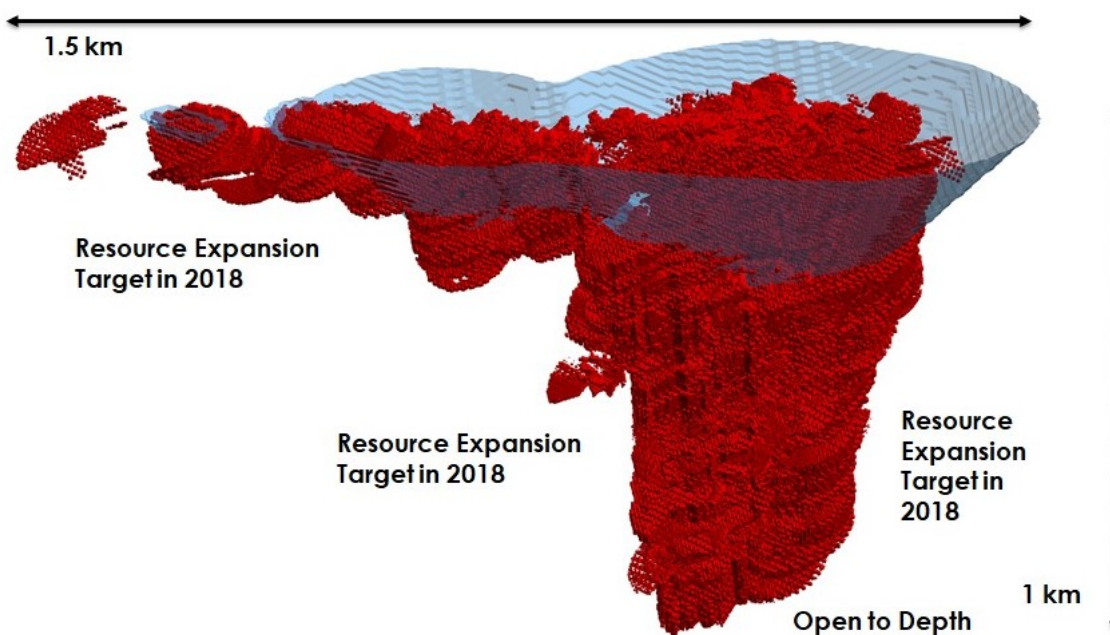 1.5 km
Resource Expansion
Target in 2018
Resource Expansion
Target in 2018
Resource
Expansion
Target in
2018
1 km
Open to Depth